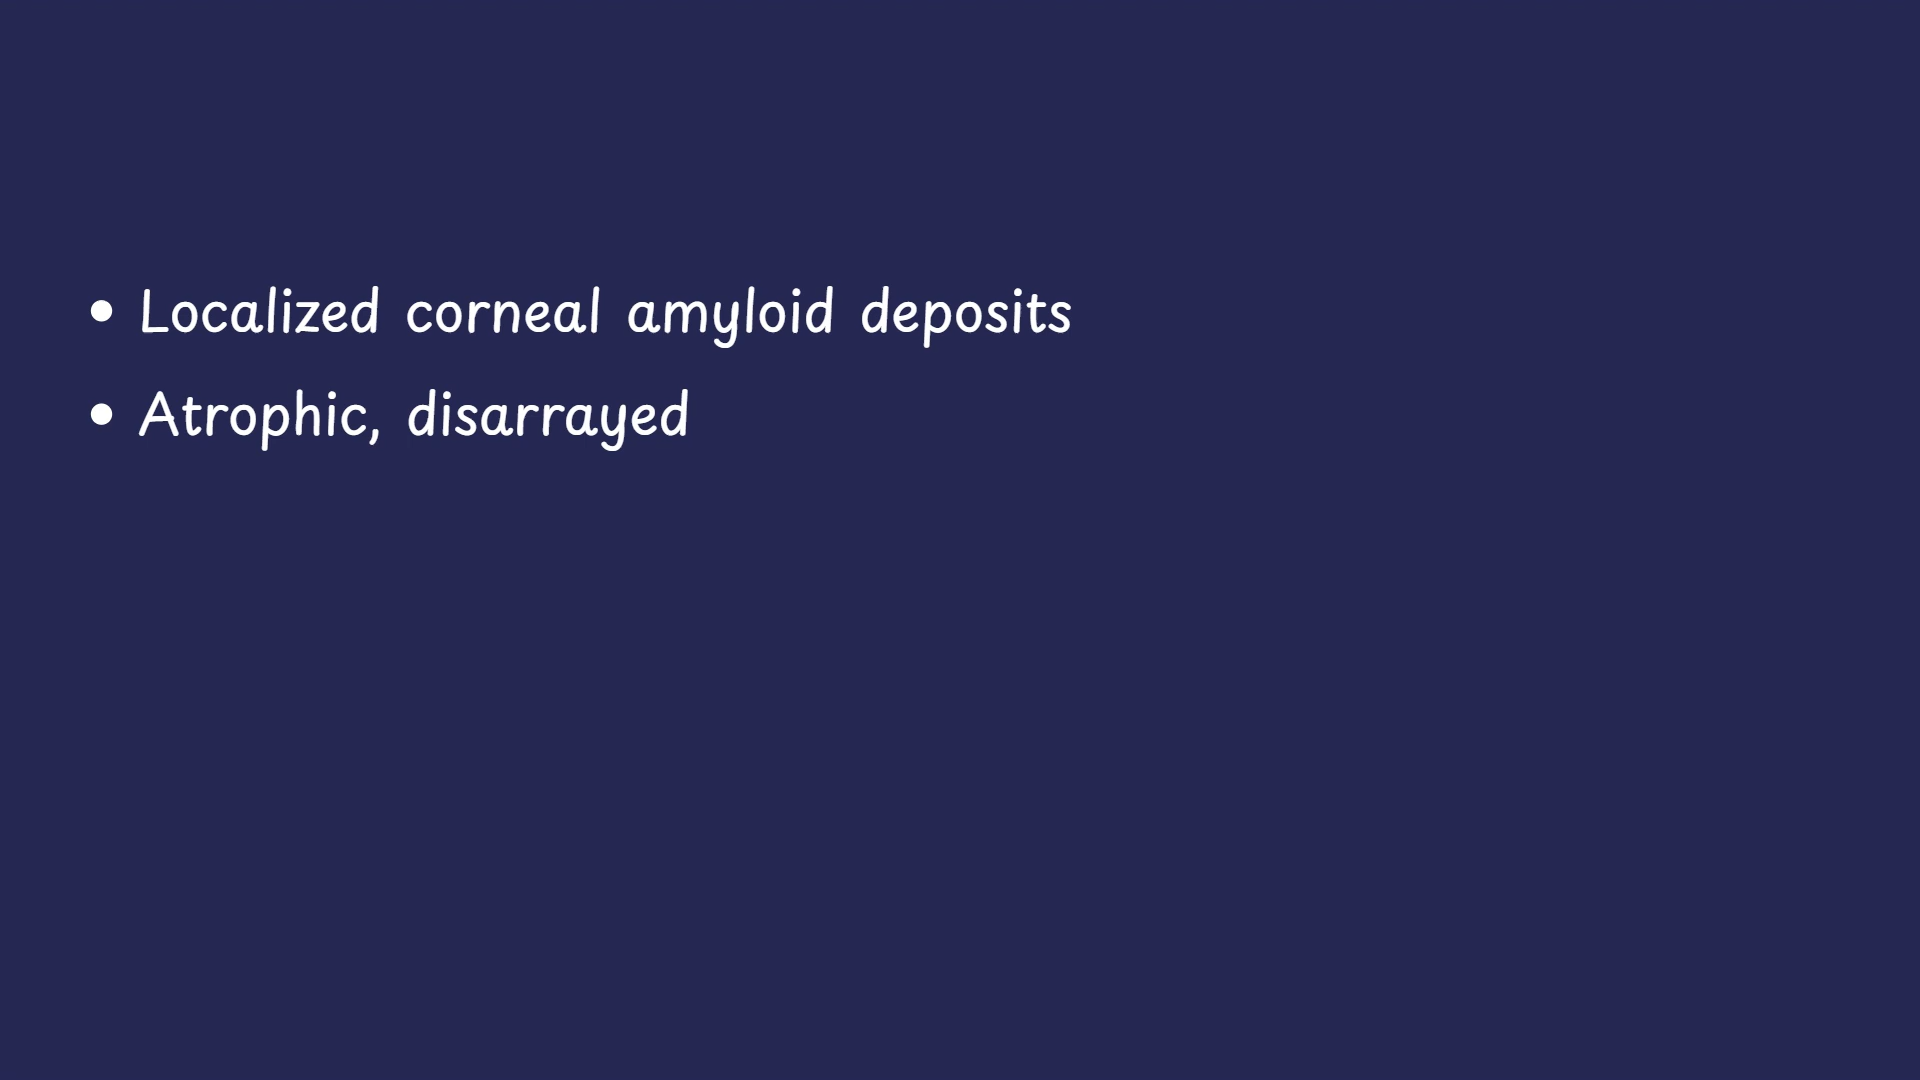 • Localized corneal amyloid deposits
• Atrophic, disarrayed